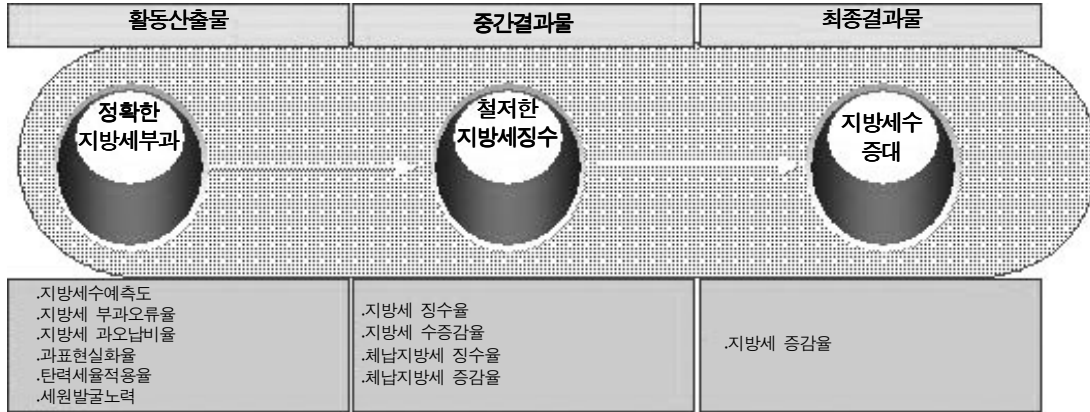 활동산출물
중간결과물
최종결과물
정확한
지방세부과
철저한
지방세징수
지방세수
증대
.지방세수예측도
.지방세 부과오류율
.지방세 과오납비율
.과표현실화율
.탄력세율적용율
.세원발굴노력
.지방세 징수율
.지방세 수증감율
.체납지방세 징수율
.체납지방세 증감율
.지방세 증감율